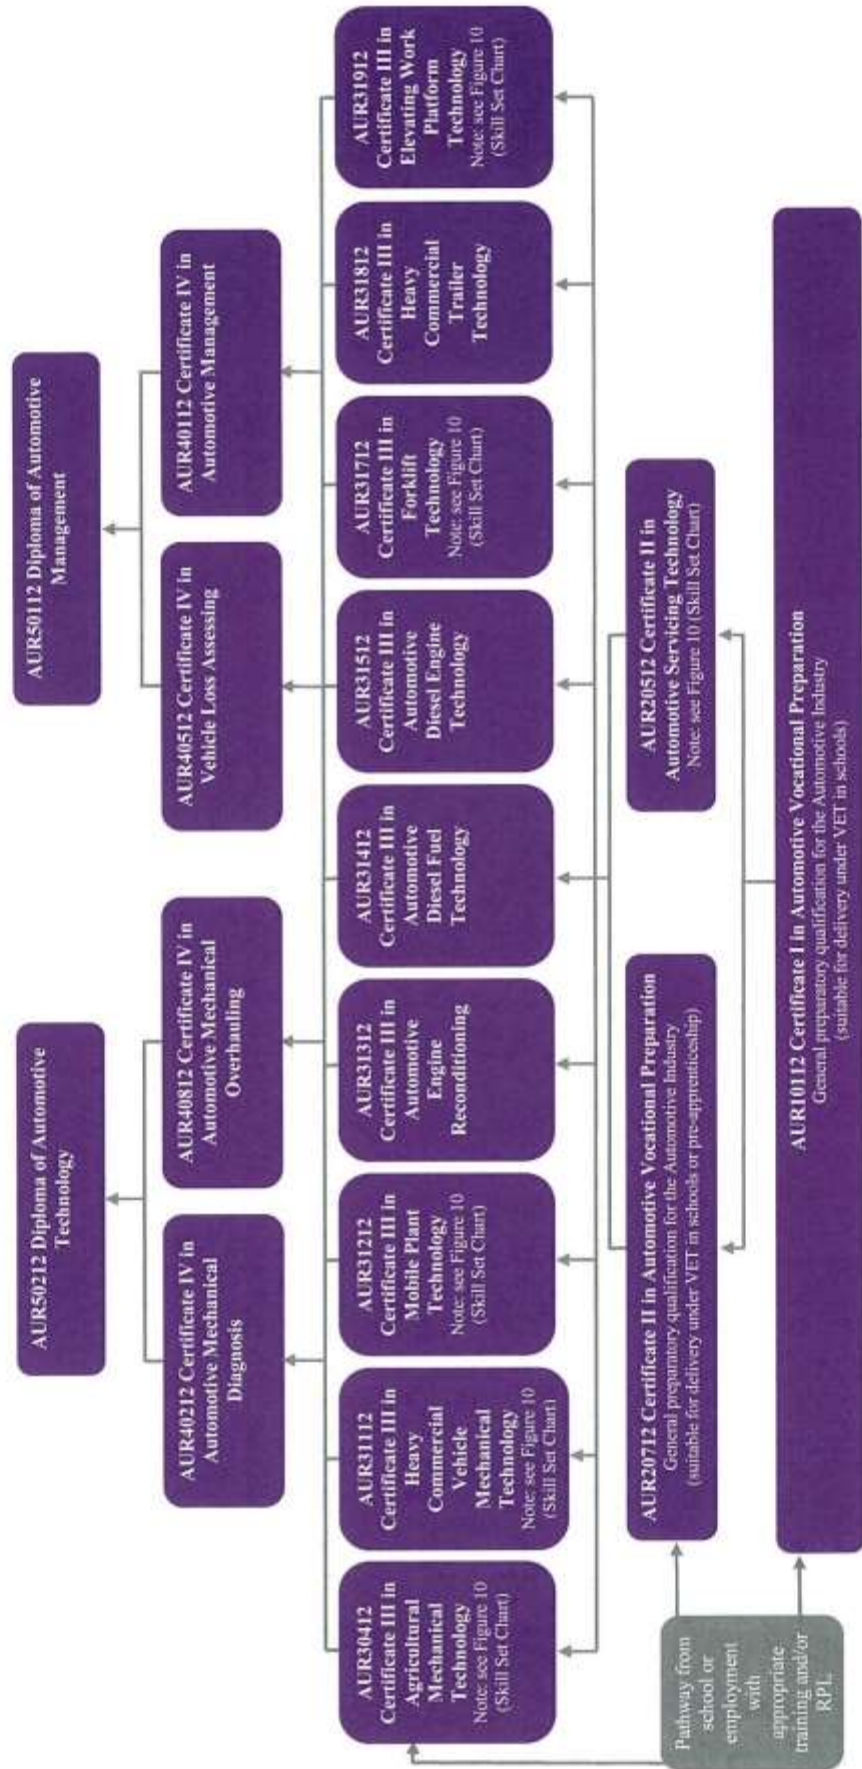 AUR50212 Diploma of Automotive
Technology
AUR50112 Diploma of Automotive
Management
AUR40212 Certificate IV in
Automotive Mechanical
Diagnosis
AUR40812 Certificate IV in
Automotive Mechanical
Overhauling
AUR40512 Certificate IV in
Vehicle Loss Assessing
AUR40112 Certificate IV in
Automotive Management
AUR30412
Certificate III in
Agricultural
Mechanical
Technology
Note: see Figure 10
(Skill Set Chart)
AUR31112
Certificate III in
Heavy
Commercial
Vehicle
Mechanical
Technology
Note: see Figure 10
(Skill Set Chart)
AUR31212
Certificate III in
Mobile Plant
Technology
Note: see Figure 10
(Skill Set Chart)
AUR31312
Certificate III in
Automotive
Engine
Reconditioning
AUR31412
Certificate III in
Automotive
Diesel Fuel
Technology
AUR31512
Certificate III in
Automotive
Diesel Engine
Technology
AUR31712
Certificate III in
Forklift
Technology
Note: see Figure 10
(Skill Set Chart)
AUR31812
Certificate III in
Heavy
Commercial
Trailer
Technology
AUR31912
Certificate III in
Elevating Work
Platform
Technology
Note: see Figure 10
(Skill Set Chart)
AUR20712 Certificate II in Automotive Vocational Preparation
General preparatory qualification for the Automotive Industry
(suitable for delivery under VET in schools or pre-apprenticeship)
AUR20512 Certificate II in
Automotive Servicing Technology
Note: see Figure 10 (Skill Set Chart)
Pathway from
school or
employment
with
appropriate
training and/or
RPL
AUR10112 Certificate I in Automotive Vocational Preparation
General preparatory qualification for the Automotive Industry
(suitable for delivery under VET in schools)